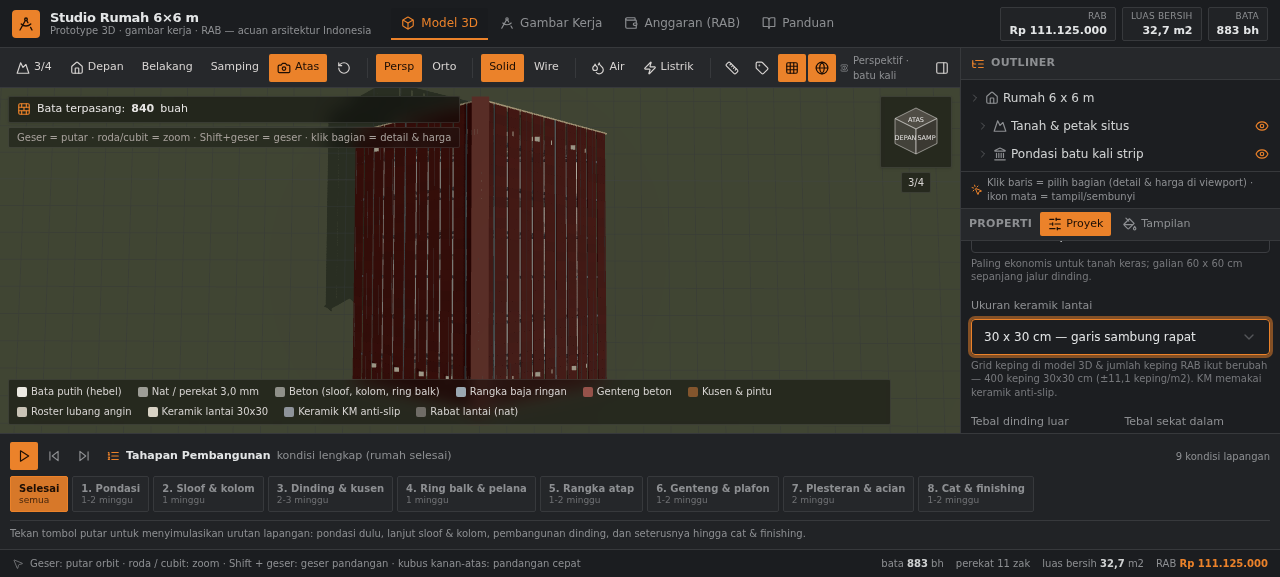 Studio Rumah 6×6 m
Prototype 3D · gambar kerja · RAB — acuan arsitektur Indonesia
Model 3D
Gambar Kerja
Anggaran (RAB)
Panduan
RAB
Rp 111.125.000
LUAS BERSIH
32,7 m2
BATA
883 bh
3/4
Depan
Belakang
Samping
Atas
Persp
Orto
Solid
Wire
Air
Listrik
Perspektif ·
batu kali
Bata terpasang: 840 buah
Geser = putar · roda/cubit = zoom · Shift+geser = geser · klik bagian = detail & harga
ATAS
DEPAN
SAMP
3/4
Bata putih (hebel)
Nat / perekat 3,0 mm
Beton (sloof, kolom, ring balk)
Rangka baja ringan
Genteng beton
Kusen & pintu
Roster lubang angin
Keramik lantai 30x30
Keramik KM anti-slip
Rabat lantai (nat)
OUTLINER
Rumah 6 x 6 m
Tanah & petak situs
Pondasi batu kali strip
Klik baris = pilih bagian (detail & harga di viewport) ·
ikon mata = tampil/sembunyi
PROPERTI
Proyek
Tampilan
Paling ekonomis untuk tanah keras; galian 60 x 60 cm
sepanjang jalur dinding.
Ukuran keramik lantai
30 x 30 cm — garis sambung rapat
Grid keping di model 3D & jumlah keping RAB ikut berubah
— 400 keping 30x30 cm (±11,1 keping/m2). KM memakai
keramik anti-slip.
Tebal dinding luar
Tebal sekat dalam
Tahapan Pembangunan kondisi lengkap (rumah selesai)
9 kondisi lapangan
Selesai
semua
1. Pondasi
1-2 minggu
2. Sloof & kolom
1 minggu
3. Dinding & kusen
2-3 minggu
4. Ring balk & pelana
1 minggu
5. Rangka atap
1-2 minggu
6. Genteng & plafon
1-2 minggu
7. Plesteran & acian
2 minggu
8. Cat & finishing
1-2 minggu
Tekan tombol putar untuk menyimulasikan urutan lapangan: pondasi dulu, lanjut sloof & kolom, pembangunan dinding, dan seterusnya hingga cat & finishing.
Geser: putar orbit · roda / cubit: zoom · Shift + geser: geser pandangan · kubus kanan-atas: pandangan cepat
bata 883 bh
perekat 11 zak
luas bersih 32,7 m2
RAB Rp 111.125.000